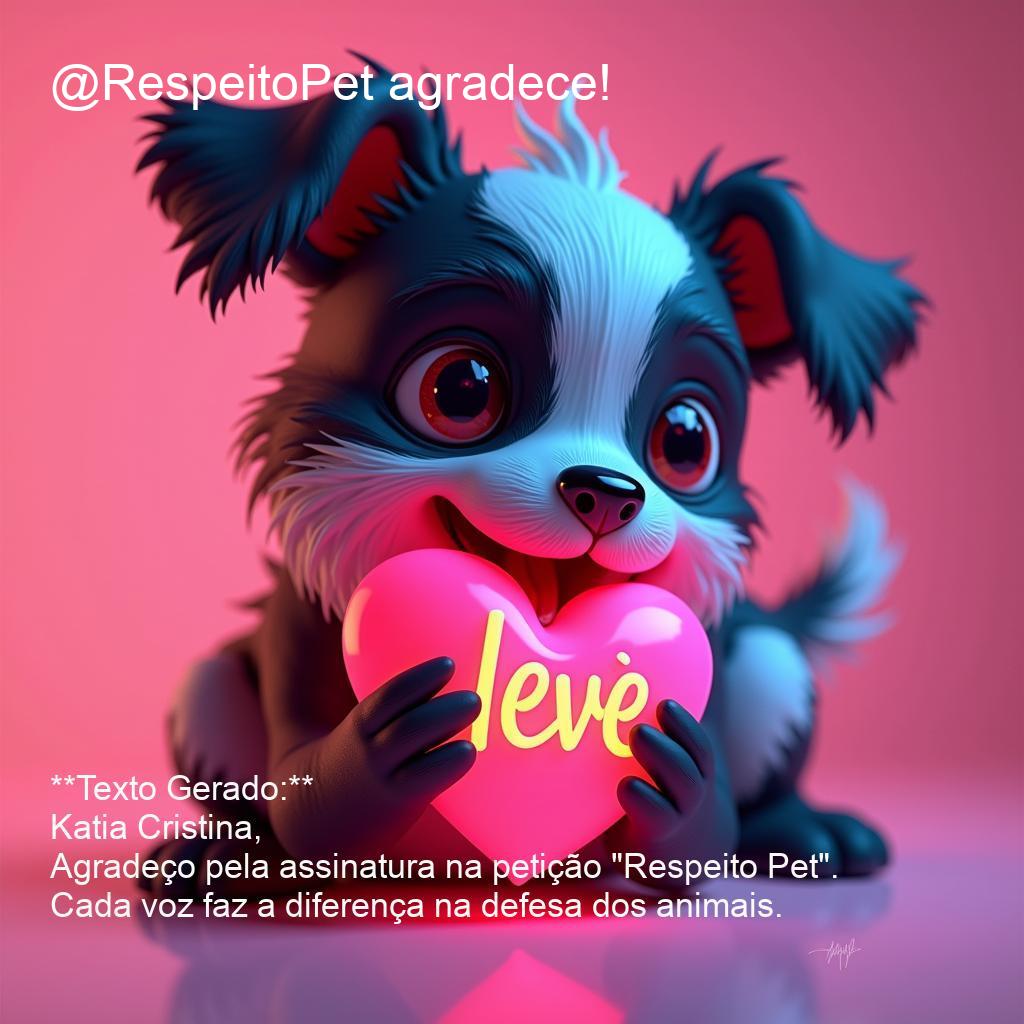 @RespeitoPet agradece!
levė
**Texto Gerado:**
Katia Cristina,
Agradeço pela assinatura na petição "Respeito Pet".
Cada voz faz a diferença na defesa dos animais.